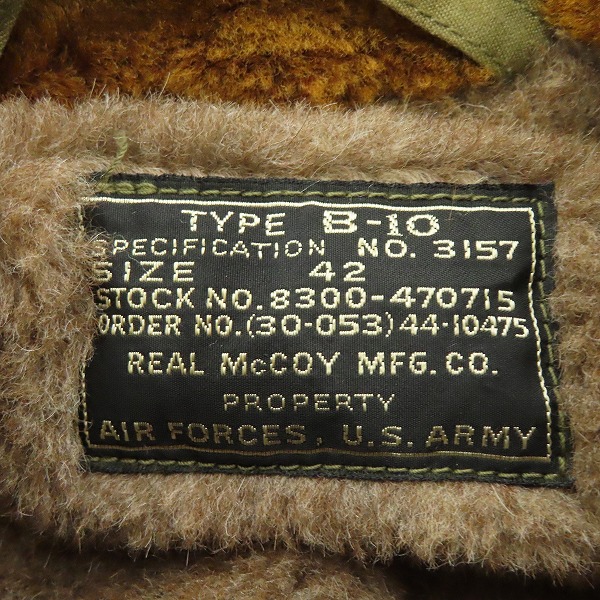 TYPE B-10
SPECIFICATION NO. 3157
SIZE 42
STOCK NO. 8300-470715
ORDER NO. (30-053) 44-10475
REAL McCOY MFG. CO.
PROPERTY
AIR FORCES, U.S. ARMY